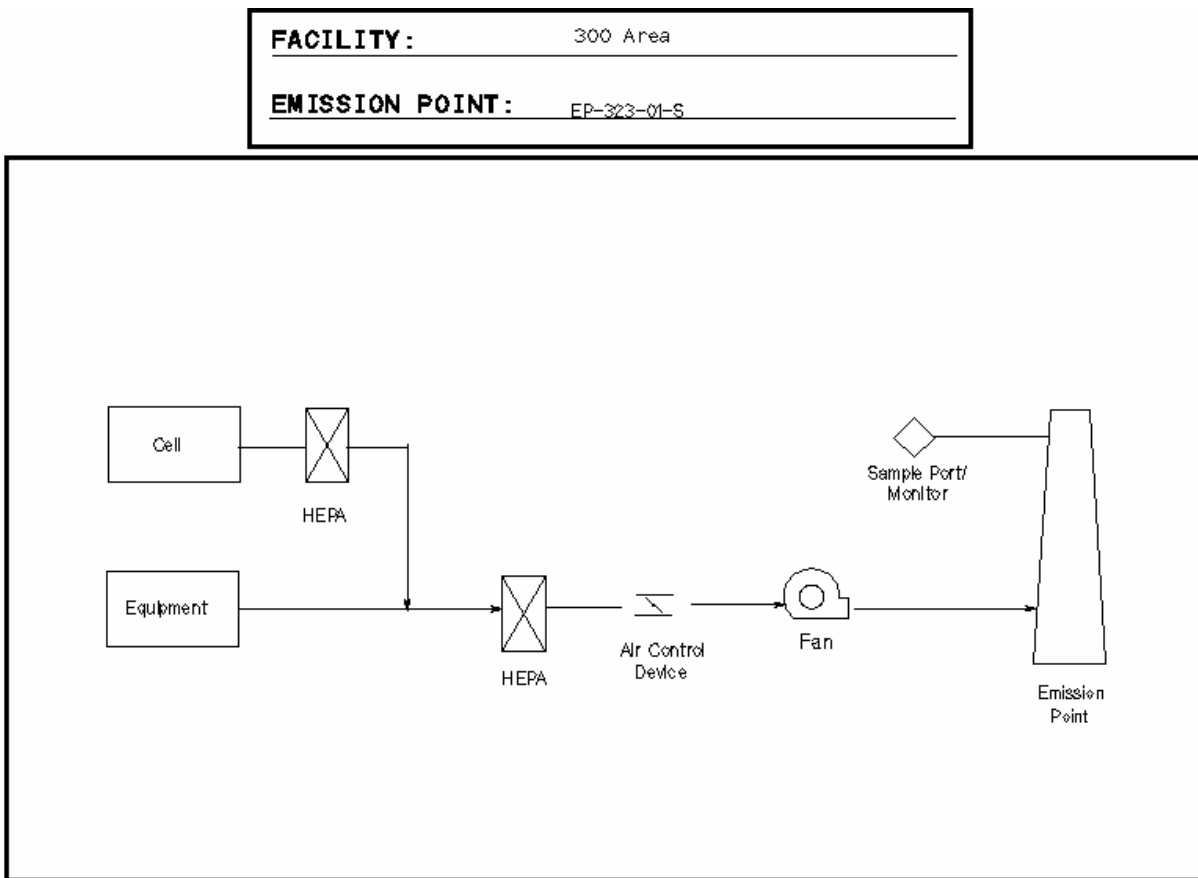 FACILITY: 300 Area
EMISSION POINT: EP-323-01-S
Cell
HEPA
Sample Port/
Monitor
Equipment
HEPA
Air Control
Device
Fan
Emission
Point